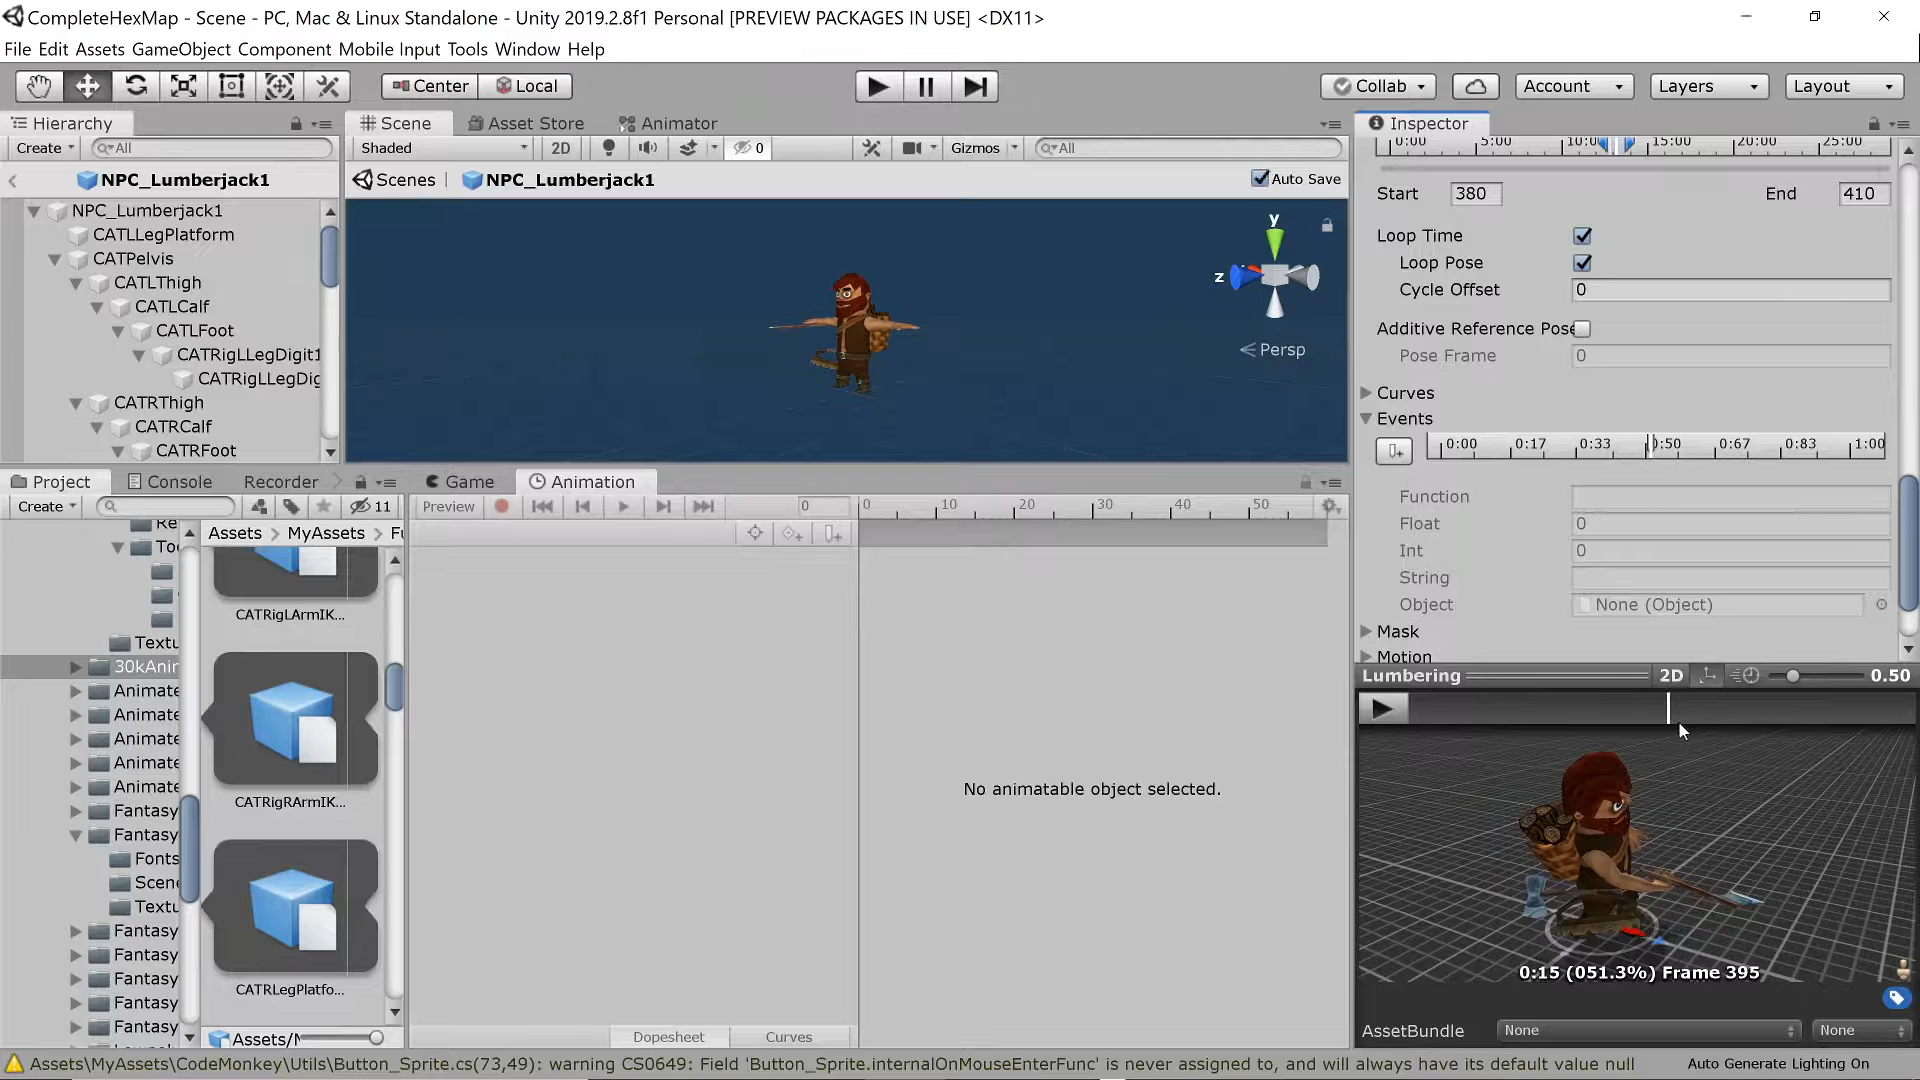 CompleteHexMap - Scene - PC, Mac & Linux Standalone - Unity 2019.2.8f1 Personal [PREVIEW PACKAGES IN USE] <DX11>
File Edit Assets GameObject Component Mobile Input Tools Window Help
Center Local Collab Account Layers Layout
Hierarchy Scene Asset Store Animator Inspector
Create All Shaded 2D 0 Gizmos All
0:00 5:00 10:0 15:00 20:00 25:00
NPC_Lumberjack1 Scenes NPC_Lumberjack1 Auto Save
Start 380 End 410
NPC_Lumberjack1
CATLLegPlatform
CATPelvis
CATLThigh
CATLCalf
CATLFoot
CATRigLLegDigit1
CATRigLLegDig
CATRThigh
CATRCalf
CATRFoot
y
z
Persp
Loop Time
Loop Pose
Cycle Offset 0
Additive Reference Pose
Pose Frame 0
Curves
Events
0:00 0:17 0:33 0:50 0:67 0:83 1:00
Function
Float 0
Int 0
String
Object None (Object)
Mask
Motion
Project Console Recorder Game Animation
Create 11 Preview 0 0 10 20 30 40 50
Re
Too
Textu
30kAnir
Animate
Animate
Animate
Animate
Animate
Fantasy
Fantasy
Fonts
Scene
Textu
Fantasy
Fantasy
Fantasy
Fantasy
Fantasy
Assets > MyAssets > Fu
CATRigLArmIK...
CATRigRArmIK...
CATRLegPlatfo...
Assets/M
No animatable object selected.
Dopesheet Curves
Lumbering 2D 0.50
0:15 (051.3%) Frame 395
AssetBundle None None
Assets\MyAssets\CodeMonkey\Utils\Button_Sprite.cs(73,49): warning CS0649: Field 'Button_Sprite.internalOnMouseEnterFunc' is never assigned to, and will always have its default value null
Auto Generate Lighting On